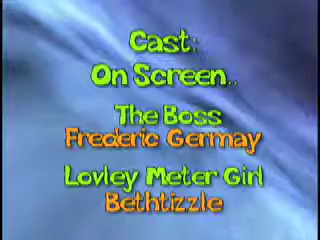 Cast:
On Screen..
The Boss
Frederic Germay
Lovley Meter Girl
Bethtizzle